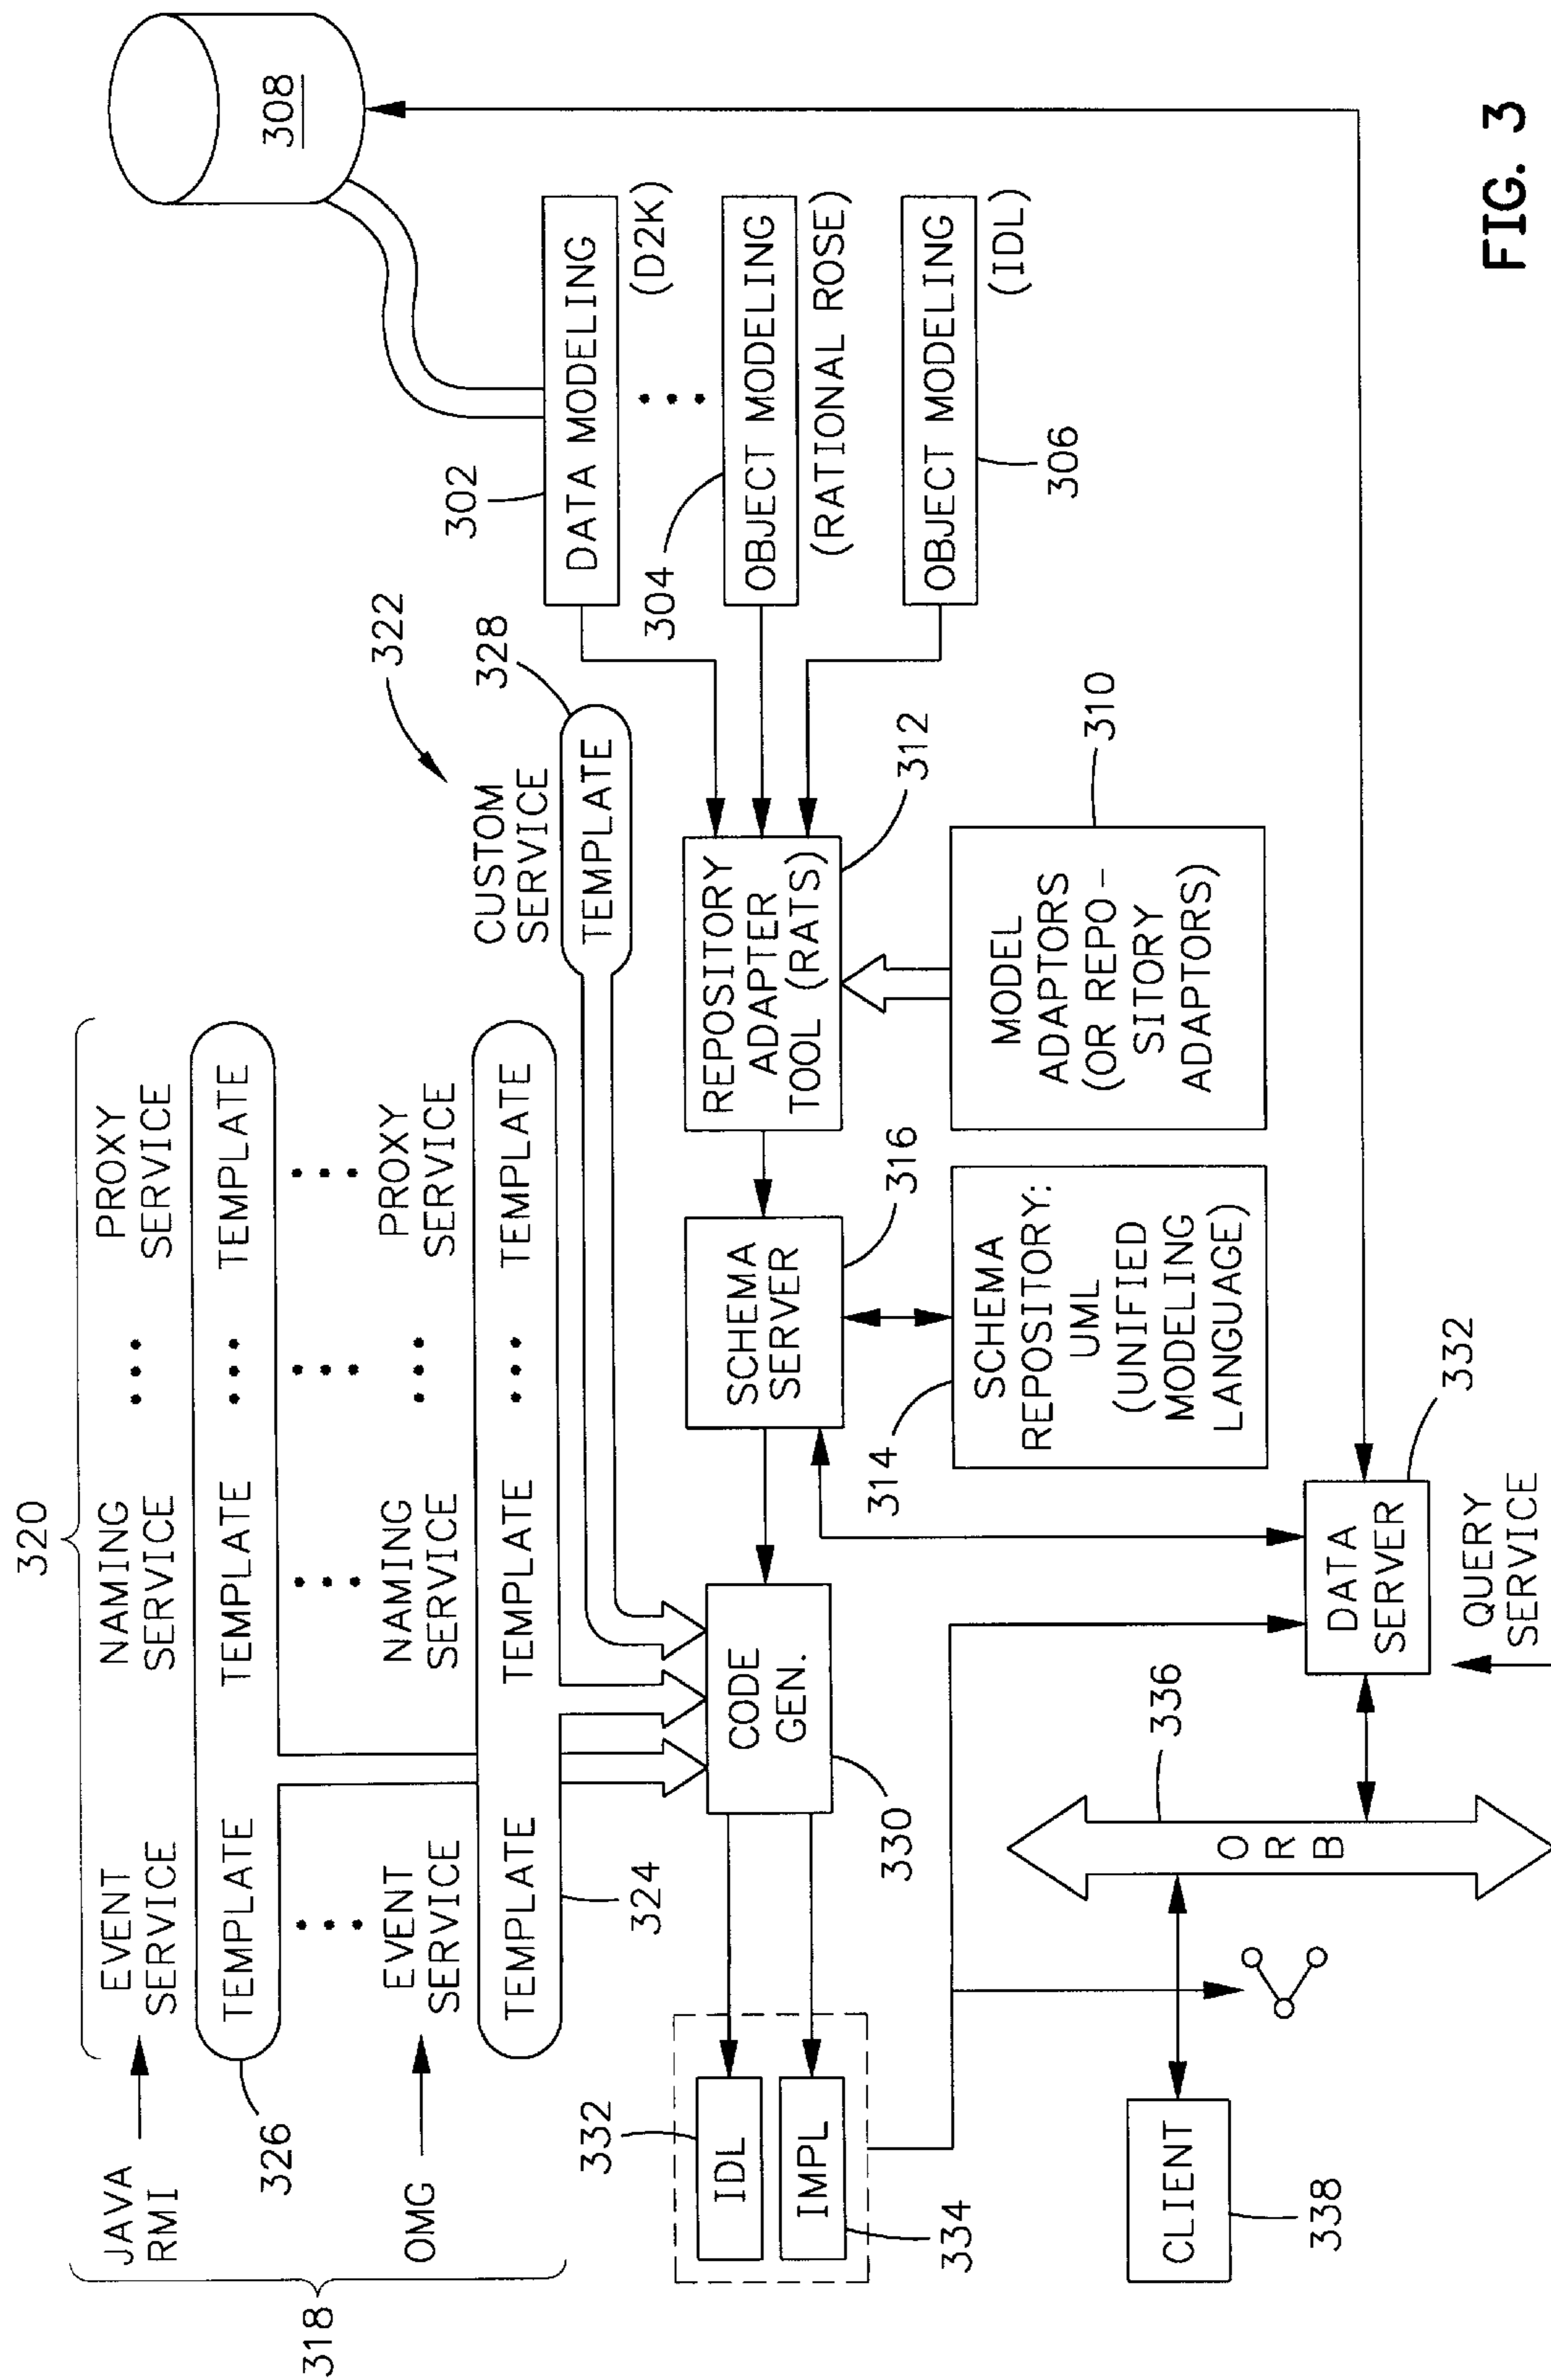 320
JAVA
RMI
EVENT
SERVICE
NAMING
SERVICE
•••
PROXY
SERVICE
TEMPLATE
TEMPLATE
•••
TEMPLATE
326
318
OMG
EVENT
SERVICE
NAMING
SERVICE
•••
PROXY
SERVICE
TEMPLATE
TEMPLATE
•••
TEMPLATE
324
322
CUSTOM
SERVICE
TEMPLATE
328
308
302
DATA MODELING
(D2K)
304
OBJECT MODELING
(RATIONAL ROSE)
OBJECT MODELING
(IDL)
306
REPOSITORY
ADAPTER
TOOL (RATS)
312
MODEL
ADAPTORS
(OR REPO-
SITORY
ADAPTORS)
310
SCHEMA
SERVER
316
SCHEMA
REPOSITORY:
UML
(UNIFIED
MODELING
LANGUAGE)
314
CODE
GEN.
330
332
IDL
IMPL
334
CLIENT
338
ORB
336
DATA
SERVER
332
QUERY
SERVICE
FIG. 3